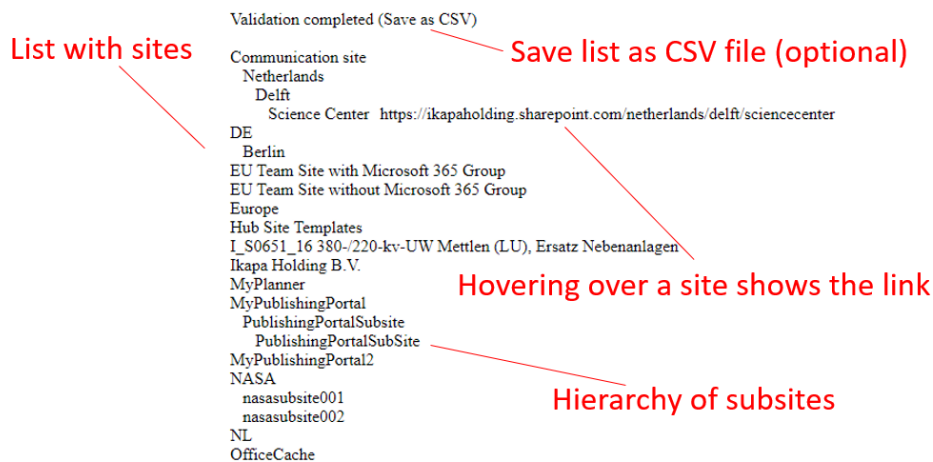 Validation completed (Save as CSV)
List with sites
Save list as CSV file (optional)
Communication site
Netherlands
Delft
Science Center https://ikapaholding.sharepoint.com/netherlands/delft/sciencecenter
DE
Berlin
EU Team Site with Microsoft 365 Group
EU Team Site without Microsoft 365 Group
Europe
Hub Site Templates
I_S0651_16 380-/220-kv-UW Mettlen (LU), Ersatz Nebenanlagen
Ikapa Holding B.V.
MyPlanner
Hovering over a site shows the link
MyPublishingPortal
PublishingPortalSubsite
PublishingPortalSubSite
MyPublishingPortal2
NASA
nasasubsite001
Hierarchy of subsites
nasasubsite002
NL
OfficeCache